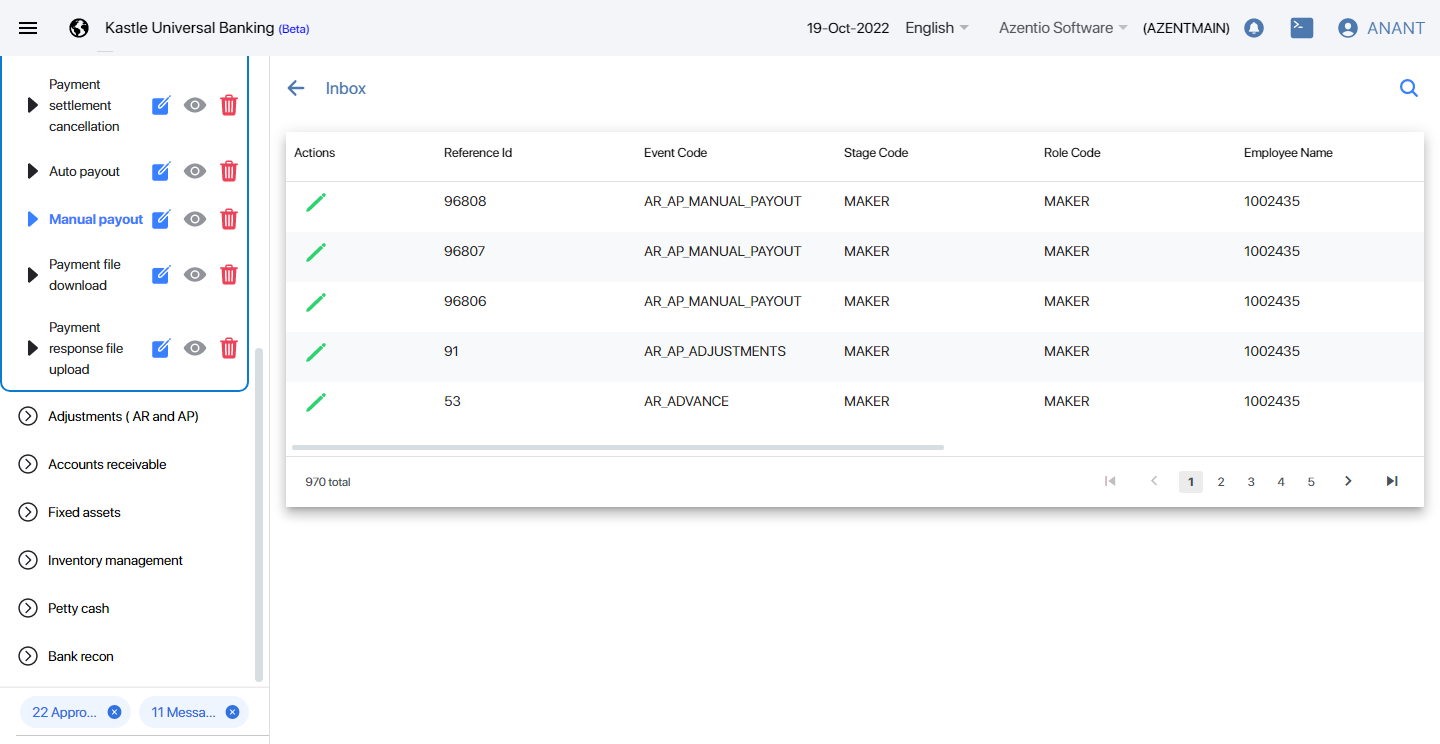 Kastle Universal Banking (Beta)
19-Oct-2022
English
Azentio Software
(AZENTMAIN)
ANANT
Payment
settlement
cancellation
Auto payout
Manual payout
Payment file
download
Payment
response file
upload
Adjustments ( AR and AP)
Accounts receivable
Fixed assets
Inventory management
Petty cash
Bank recon
22 Appro...
11 Messa...
Inbox
Actions Reference Id Event Code Stage Code Role Code Employee Name
96808 AR_AP_MANUAL_PAYOUT MAKER MAKER 1002435
96807 AR_AP_MANUAL_PAYOUT MAKER MAKER 1002435
96806 AR_AP_MANUAL_PAYOUT MAKER MAKER 1002435
91 AR_AP_ADJUSTMENTS MAKER MAKER 1002435
53 AR_ADVANCE MAKER MAKER 1002435
970 total
1 2 3 4 5